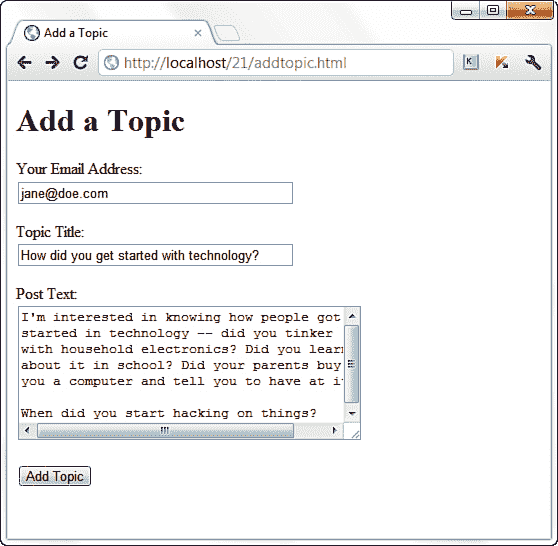 Add a Topic
http://localhost/21/addtopic.html
K
Add a Topic
Your Email Address:
jane@doe.com
Topic Title:
How did you get started with technology?
Post Text:
I'm interested in knowing how people got
started in technology -- did you tinker
with household electronics? Did you learn
about it in school? Did your parents buy
you a computer and tell you to have at
When did you start hacking on things?
Add Topic